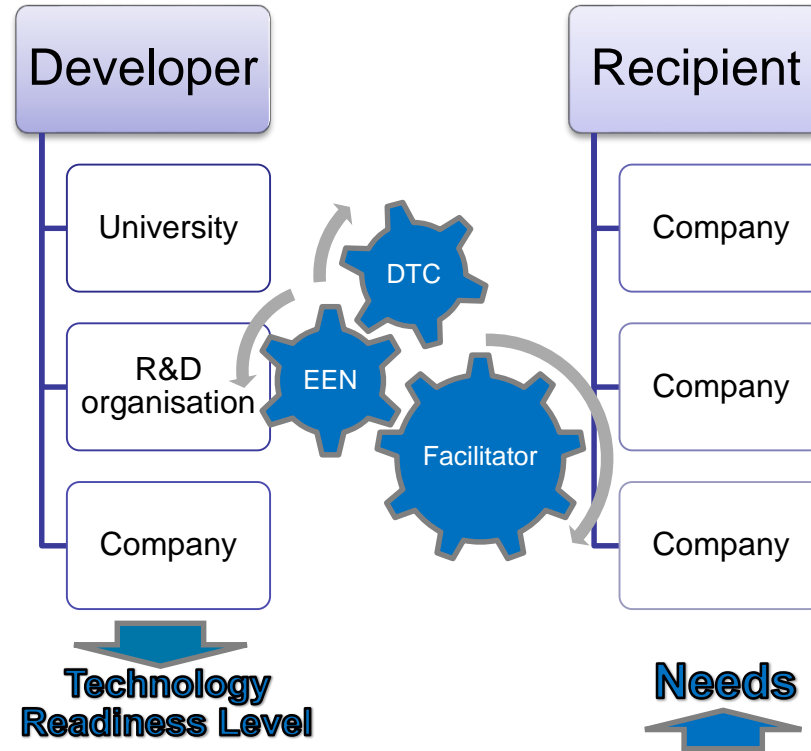 Developer
University
R&D
organisation
Company
Technology
Readiness Level
DTC
EEN
Facilitator
Recipient
Company
Company
Company
Needs